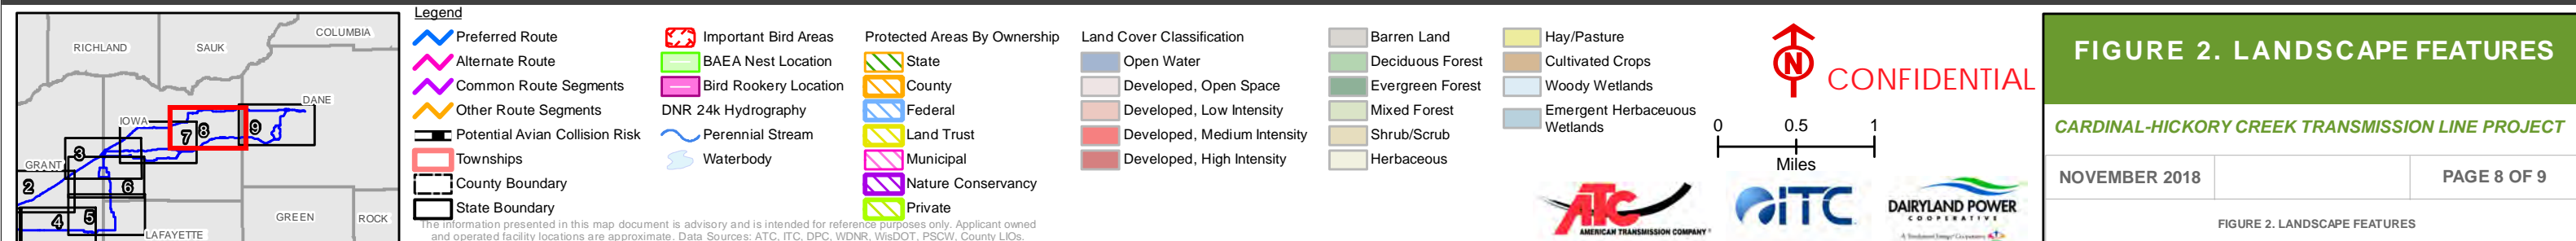 RICHLAND
SAUK
COLUMBIA
DANE
IOWA
7
8
9
3
GRANT
2
6
4
5
GREEN
ROCK
LAFAYETTE
Legend
Preferred Route
Alternate Route
Common Route Segments
Other Route Segments
Potential Avian Collision Risk
Townships
County Boundary
State Boundary
Important Bird Areas
BAEA Nest Location
Bird Rookery Location
DNR 24k Hydrography
Perennial Stream
Waterbody
Protected Areas By Ownership
State
County
Federal
Land Trust
Municipal
Nature Conservancy
Private
Land Cover Classification
Open Water
Developed, Open Space
Developed, Low Intensity
Developed, Medium Intensity
Developed, High Intensity
Barren Land
Deciduous Forest
Evergreen Forest
Mixed Forest
Shrub/Scrub
Herbaceous
Hay/Pasture
Cultivated Crops
Woody Wetlands
Emergent Herbaceuous
Wetlands
The information presented in this map document is advisory and is intended for reference purposes only. Applicant owned
and operated facility locations are approximate. Data Sources: ATC, ITC, DPC, WDNR, WisDOT, PSCW, County LIOs.
N
CONFIDENTIAL
0 0.5 1
Miles
ATC
AMERICAN TRANSMISSION COMPANY
ITC
DAIRYLAND POWER
COOPERATIVE
FIGURE 2. LANDSCAPE FEATURES
CARDINAL-HICKORY CREEK TRANSMISSION LINE PROJECT
NOVEMBER 2018
PAGE 8 OF 9
FIGURE 2. LANDSCAPE FEATURES